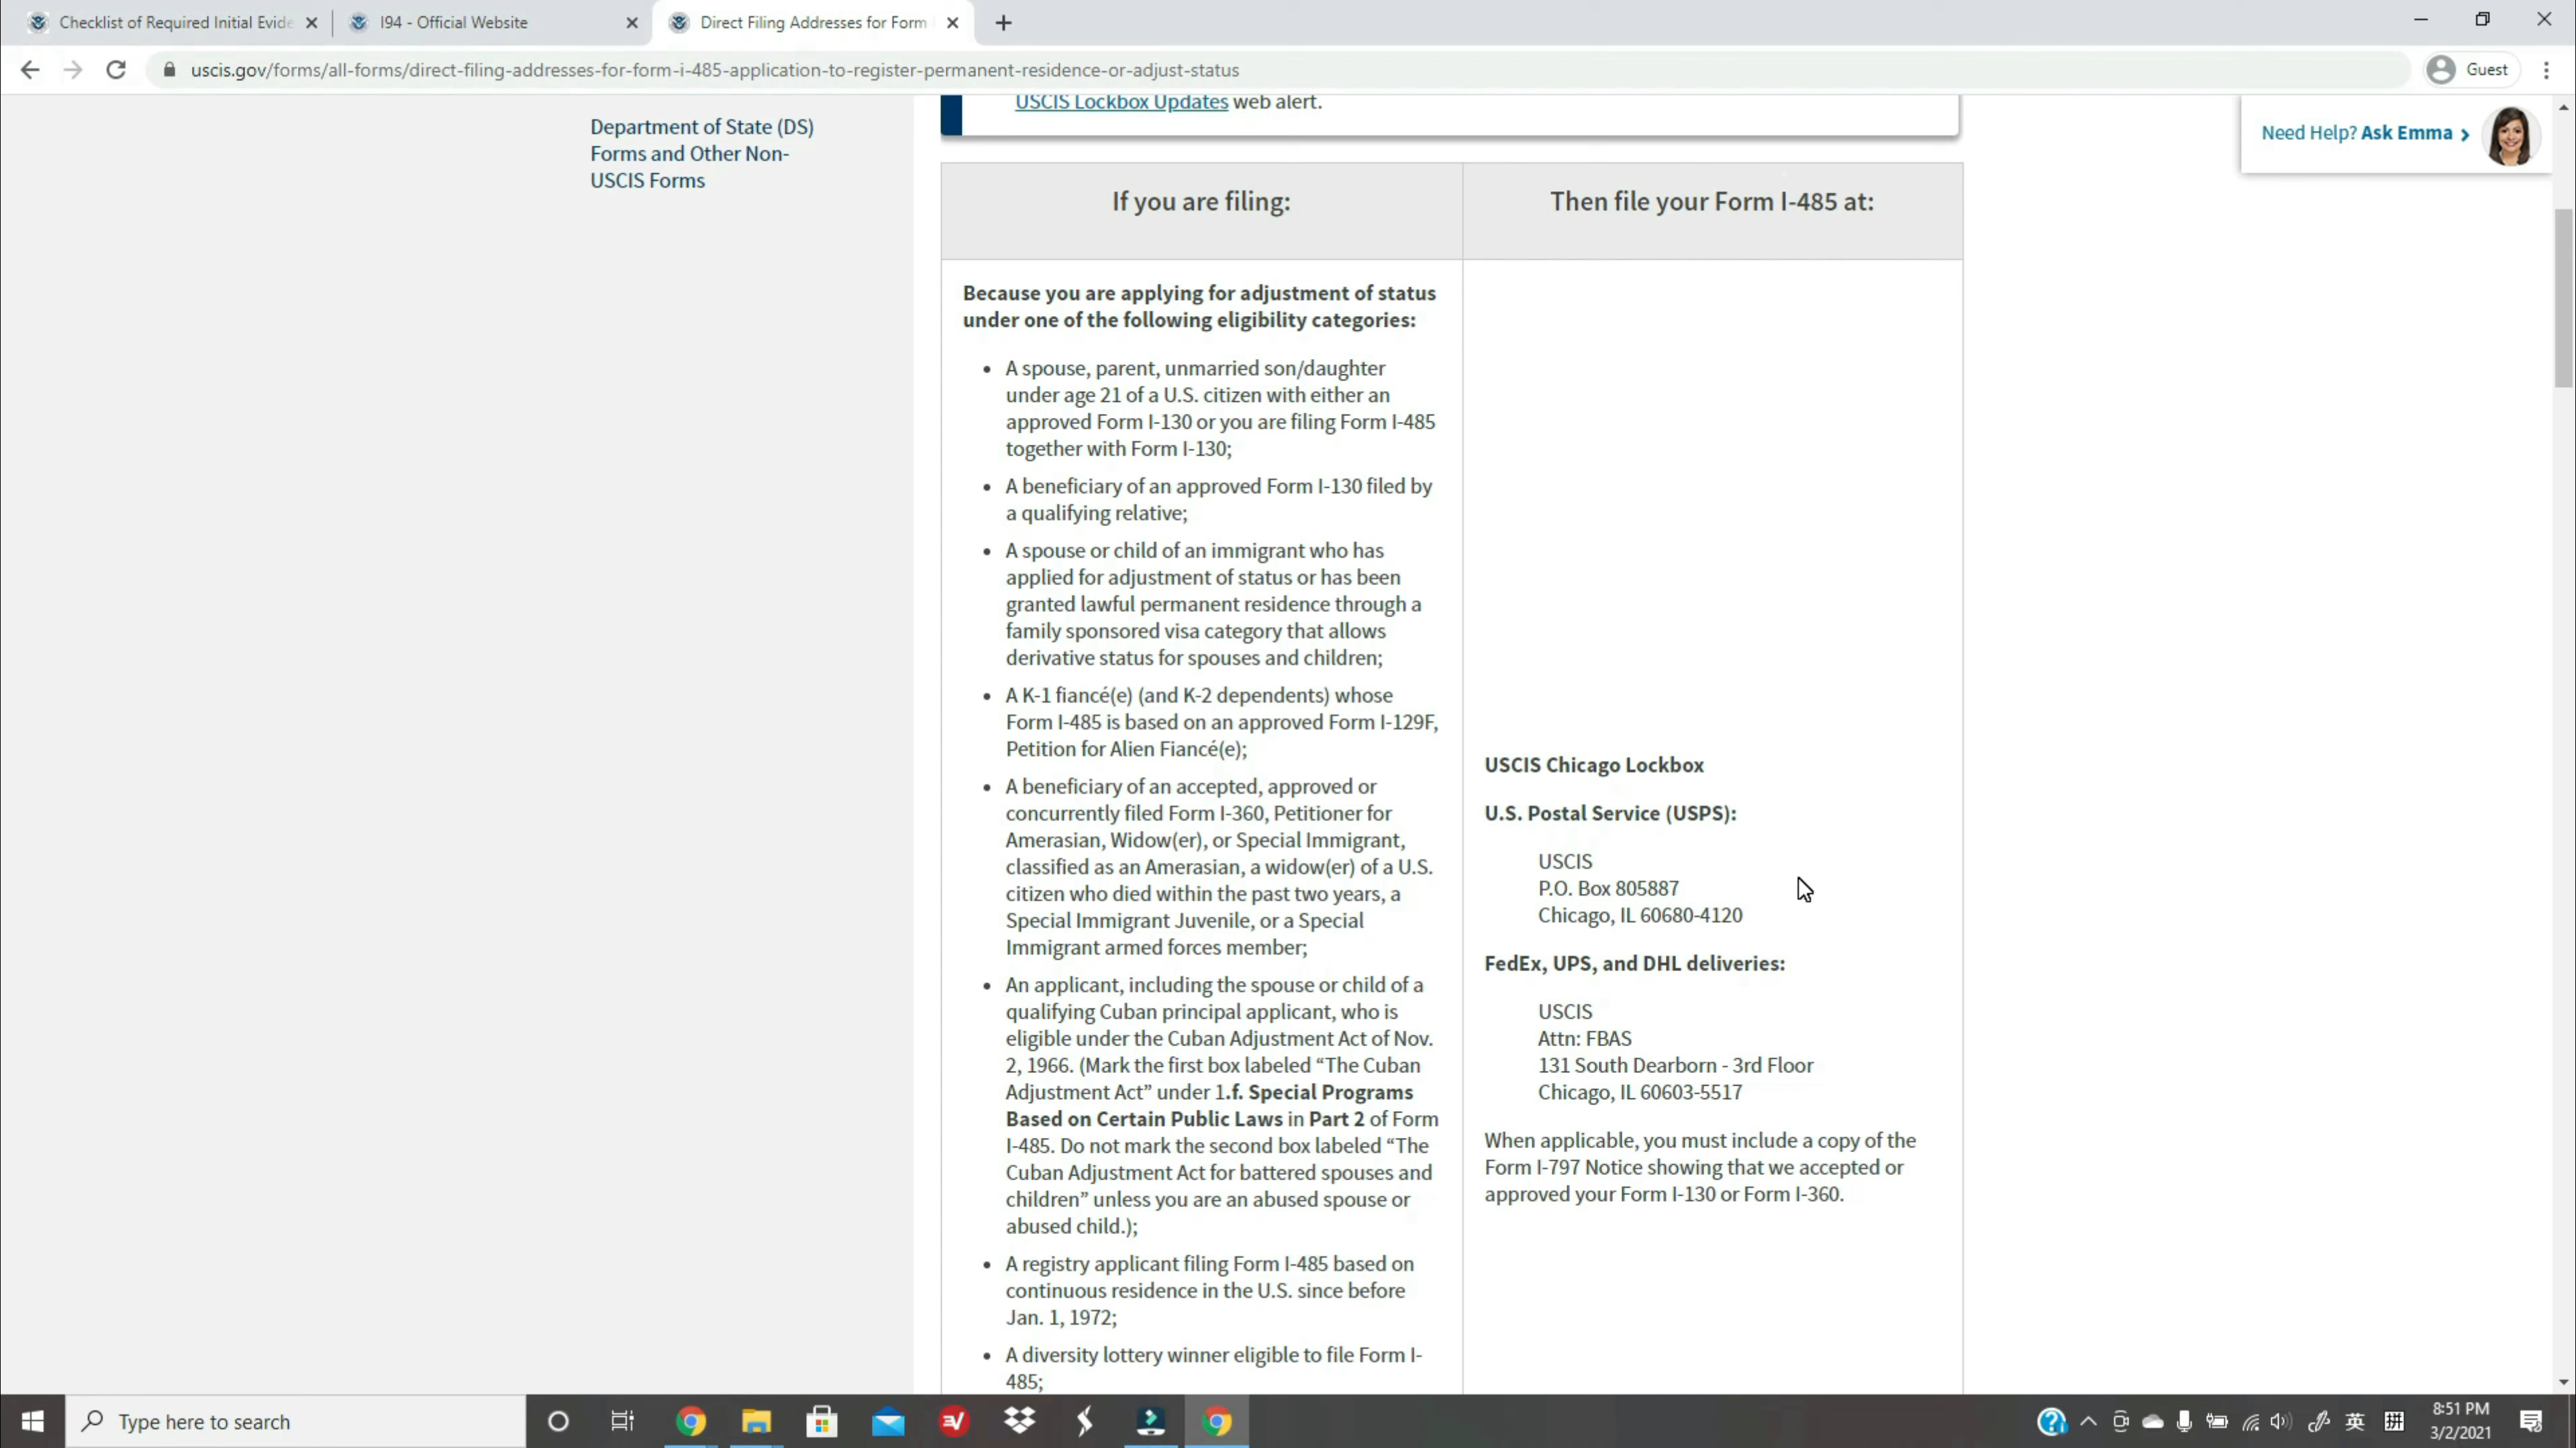 Checklist of Required Initial Evide
I94 - Official Website
Direct Filing Addresses for Form
uscis.gov/forms/all-forms/direct-filing-addresses-for-form-i-485-application-to-register-permanent-residence-or-adjust-status
Guest
USCIS Lockbox Updates web alert.
Department of State (DS)
Forms and Other Non-
USCIS Forms
Need Help? Ask Emma
If you are filing:
Then file your Form I-485 at:
Because you are applying for adjustment of status
under one of the following eligibility categories:
• A spouse, parent, unmarried son/daughter
under age 21 of a U.S. citizen with either an
approved Form I-130 or you are filing Form I-485
together with Form I-130;
• A beneficiary of an approved Form I-130 filed by
a qualifying relative;
• A spouse or child of an immigrant who has
applied for adjustment of status or has been
granted lawful permanent residence through a
family sponsored visa category that allows
derivative status for spouses and children;
• A K-1 fiancé(e) (and K-2 dependents) whose
Form I-485 is based on an approved Form I-129F,
Petition for Alien Fiancé(e);
• A beneficiary of an accepted, approved or
concurrently filed Form I-360, Petitioner for
Amerasian, Widow(er), or Special Immigrant,
classified as an Amerasian, a widow(er) of a U.S.
citizen who died within the past two years, a
Special Immigrant Juvenile, or a Special
Immigrant armed forces member;
• An applicant, including the spouse or child of a
qualifying Cuban principal applicant, who is
eligible under the Cuban Adjustment Act of Nov.
2, 1966. (Mark the first box labeled “The Cuban
Adjustment Act” under 1.f. Special Programs
Based on Certain Public Laws in Part 2 of Form
I-485. Do not mark the second box labeled “The
Cuban Adjustment Act for battered spouses and
children” unless you are an abused spouse or
abused child.);
• A registry applicant filing Form I-485 based on
continuous residence in the U.S. since before
Jan. 1, 1972;
• A diversity lottery winner eligible to file Form I-
485;
USCIS Chicago Lockbox
U.S. Postal Service (USPS):
USCIS
P.O. Box 805887
Chicago, IL 60680-4120
FedEx, UPS, and DHL deliveries:
USCIS
Attn: FBAS
131 South Dearborn - 3rd Floor
Chicago, IL 60603-5517
When applicable, you must include a copy of the
Form I-797 Notice showing that we accepted or
approved your Form I-130 or Form I-360.
Type here to search
英
拼
8:51 PM
3/2/2021